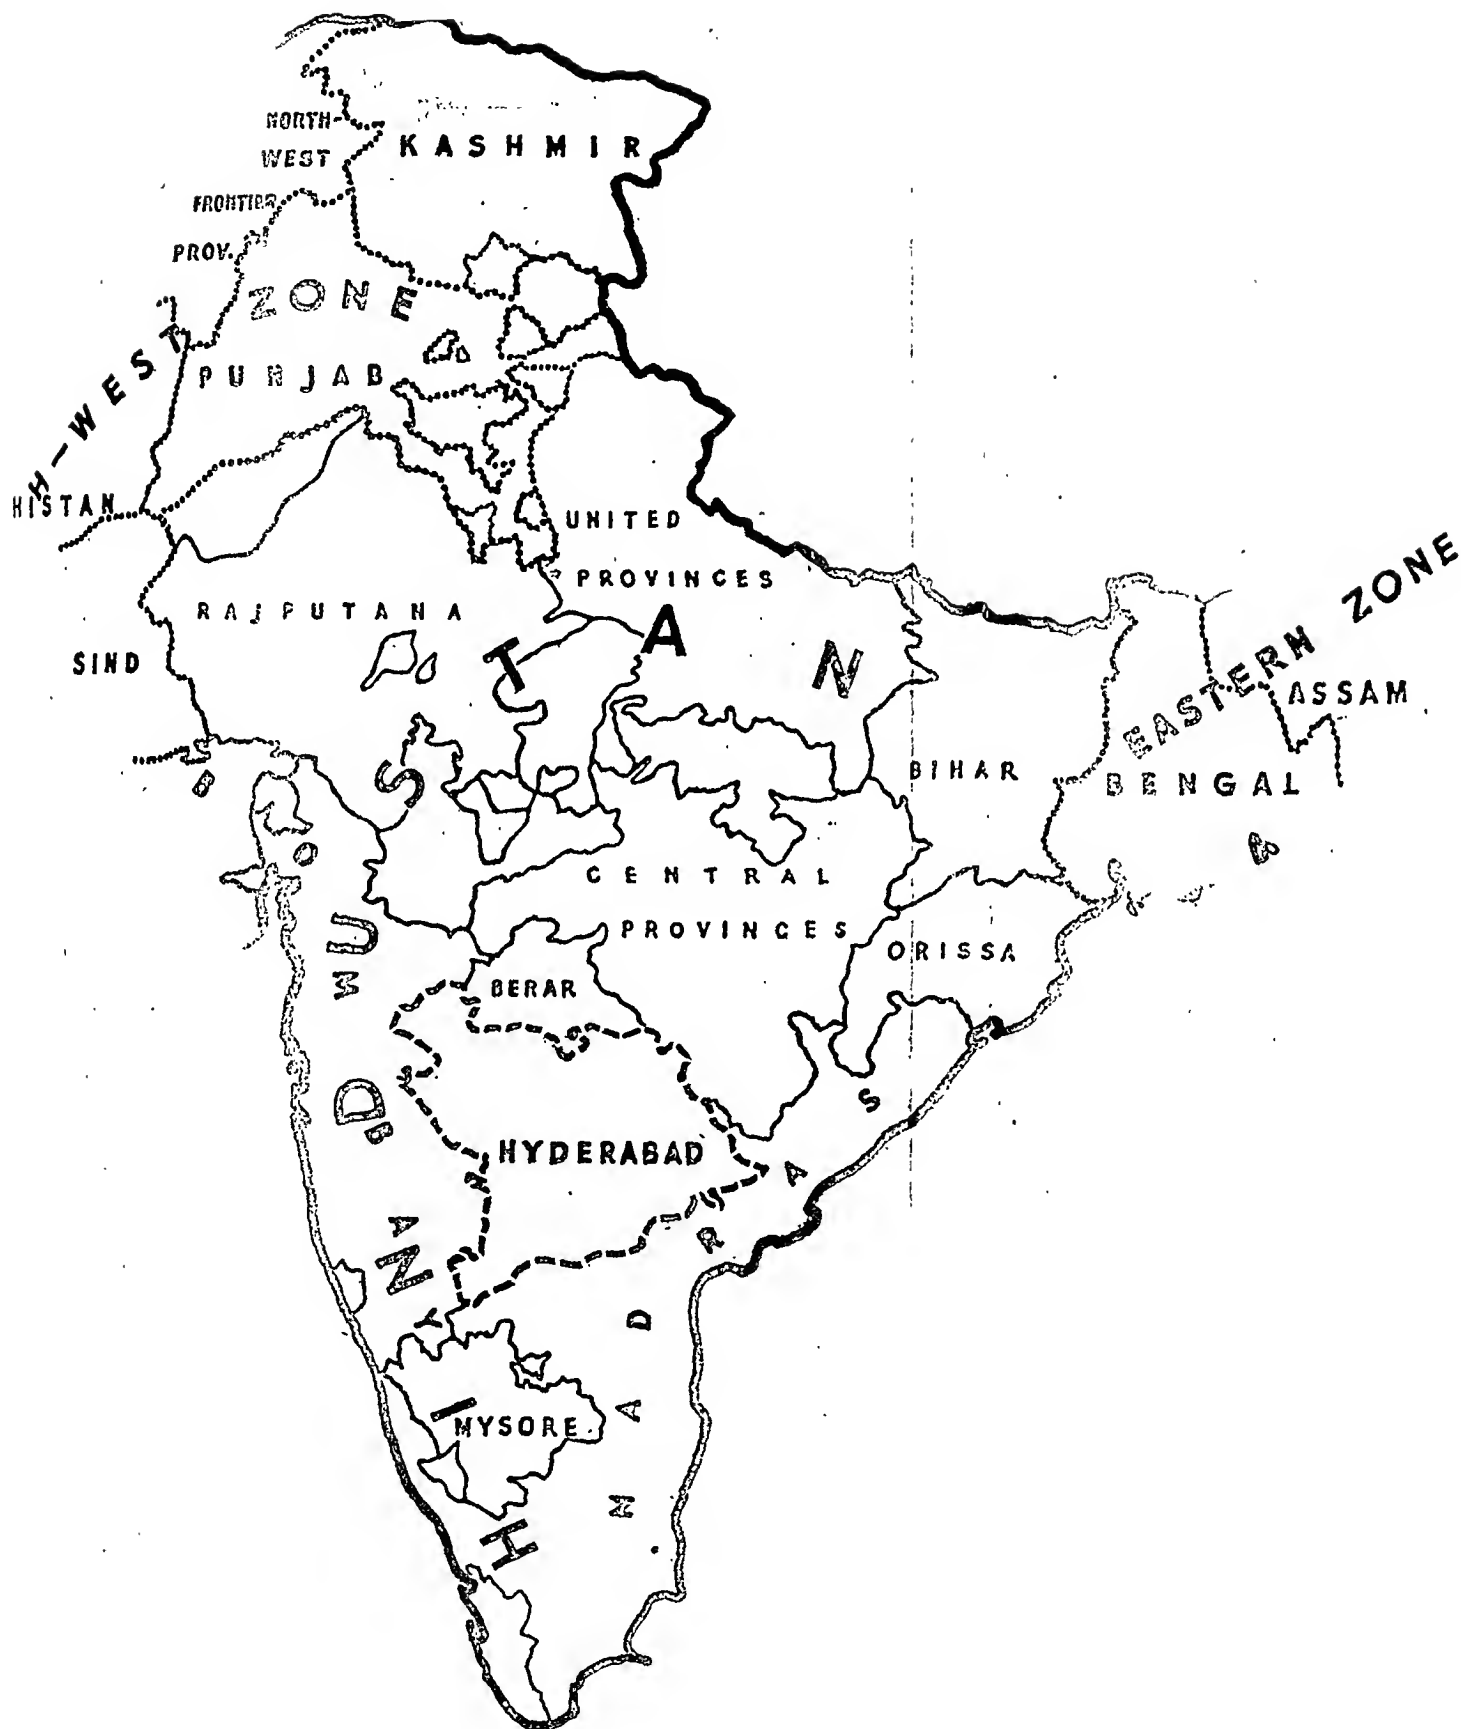 NORTH-
WEST
FRONTIER
PROV.
KASHMIR
H-WEST ZONE
PUNJAB
HISTAN
UNITED
PROVINCES
RAJPUTANA
SIND
HINDUSTAN
EASTERN ZONE
ASSAM
BENGAL
BIHAR
CENTRAL
PROVINCES
ORISSA
BERAR
BOMBAY
HYDERABAD
MADRAS
MYSORE